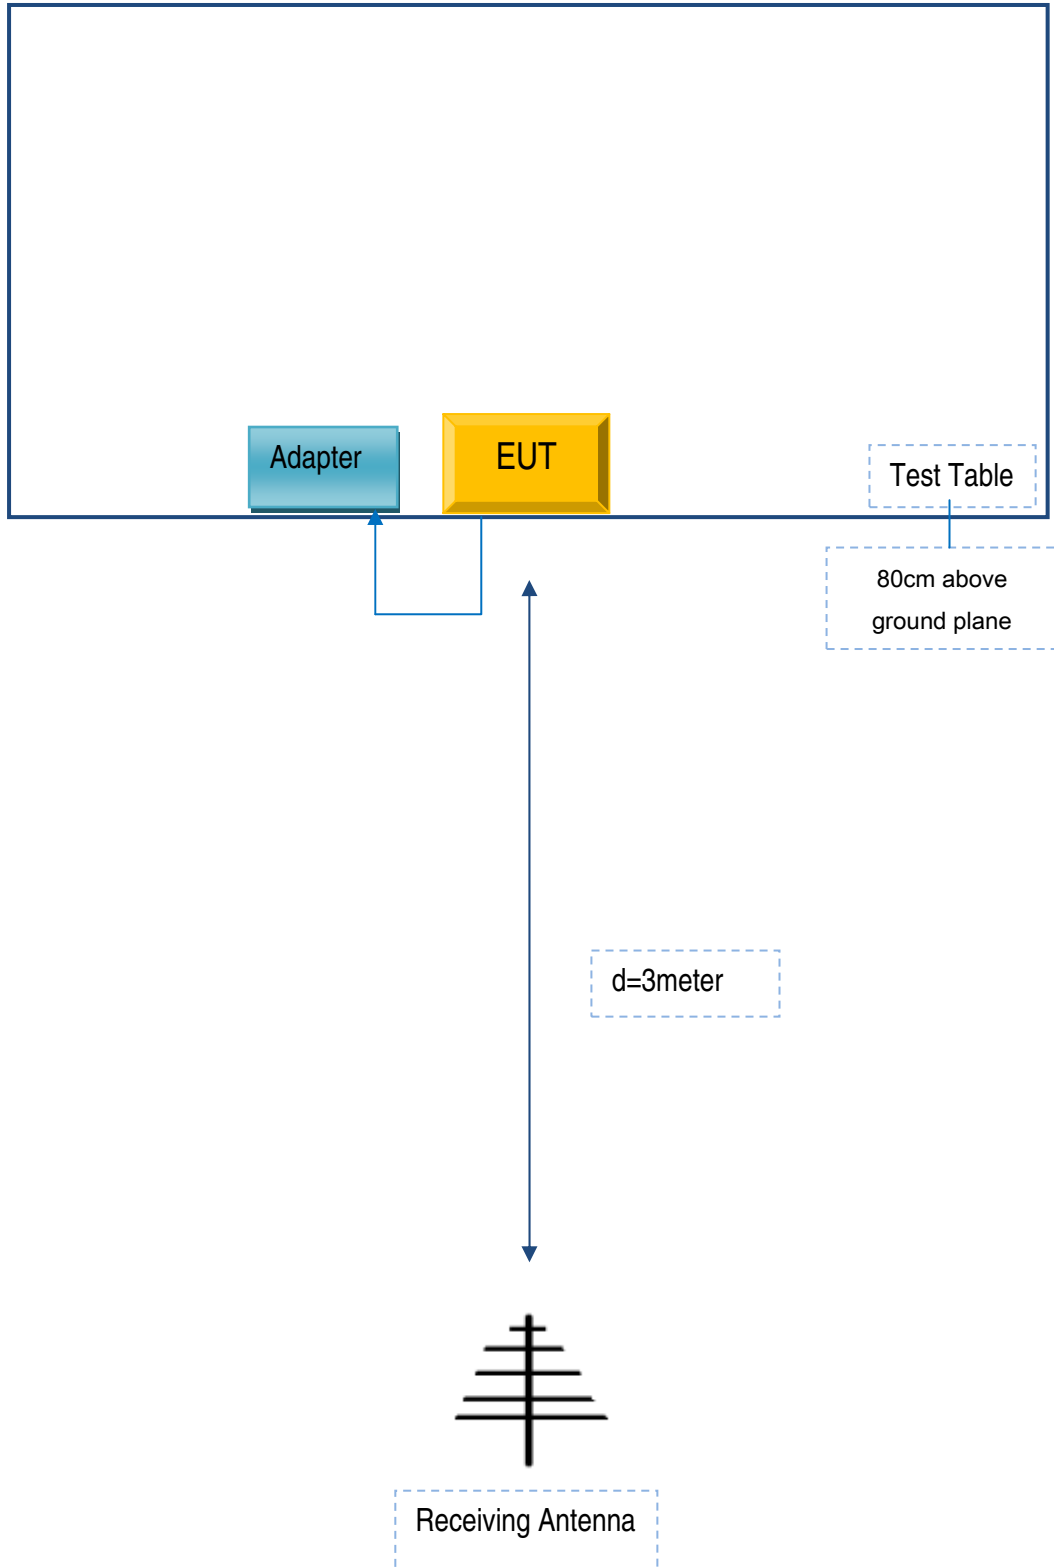 Adapter
EUT
Test Table
80cm above
ground plane
d=3meter
Receiving Antenna